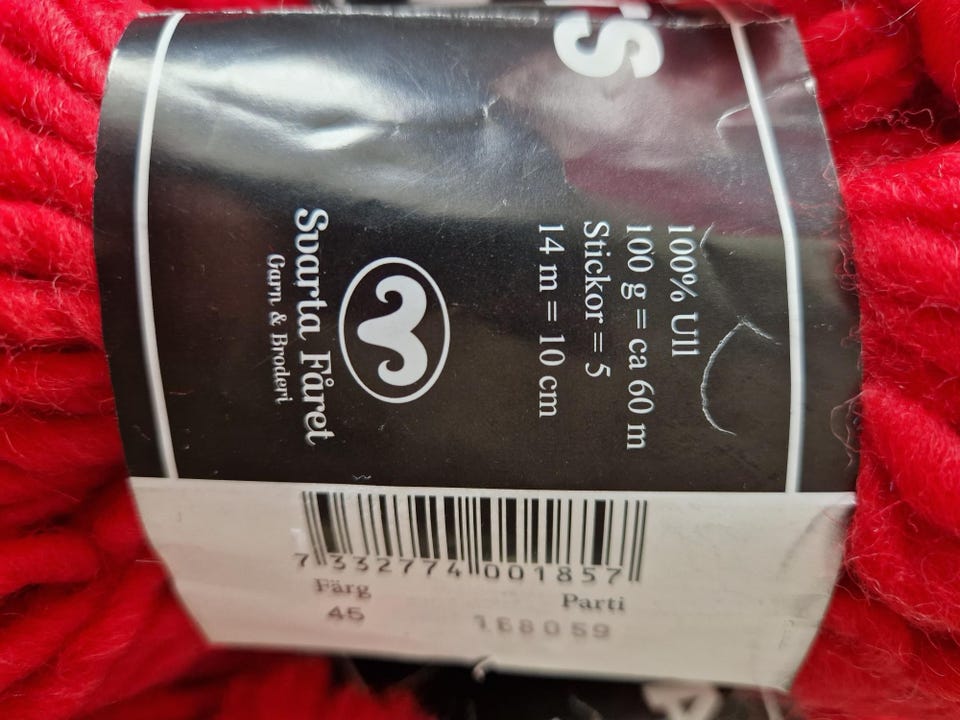 100% Ull
100 g = ca 60 m
Stickor = 5
14 m = 10 cm
Svarta Fåret
Garn & Broderi
7 332774 001857
Färg
45
Parti
168059